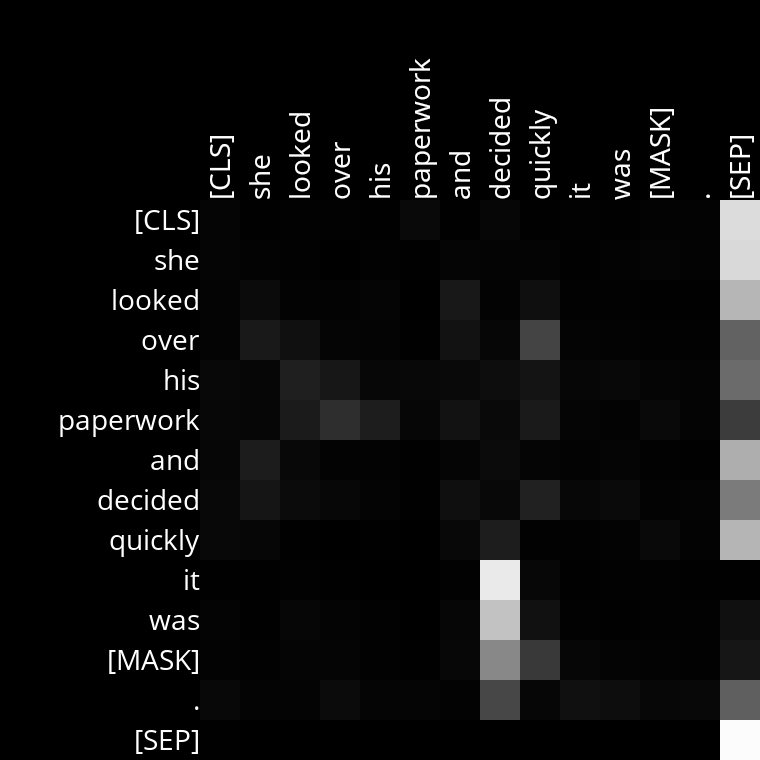 [CLS] she looked over his paperwork and decided quickly it was [MASK] . [SEP]
[CLS]
she
looked
over
his
paperwork
and
decided
quickly
it
was
[MASK]
.
[SEP]